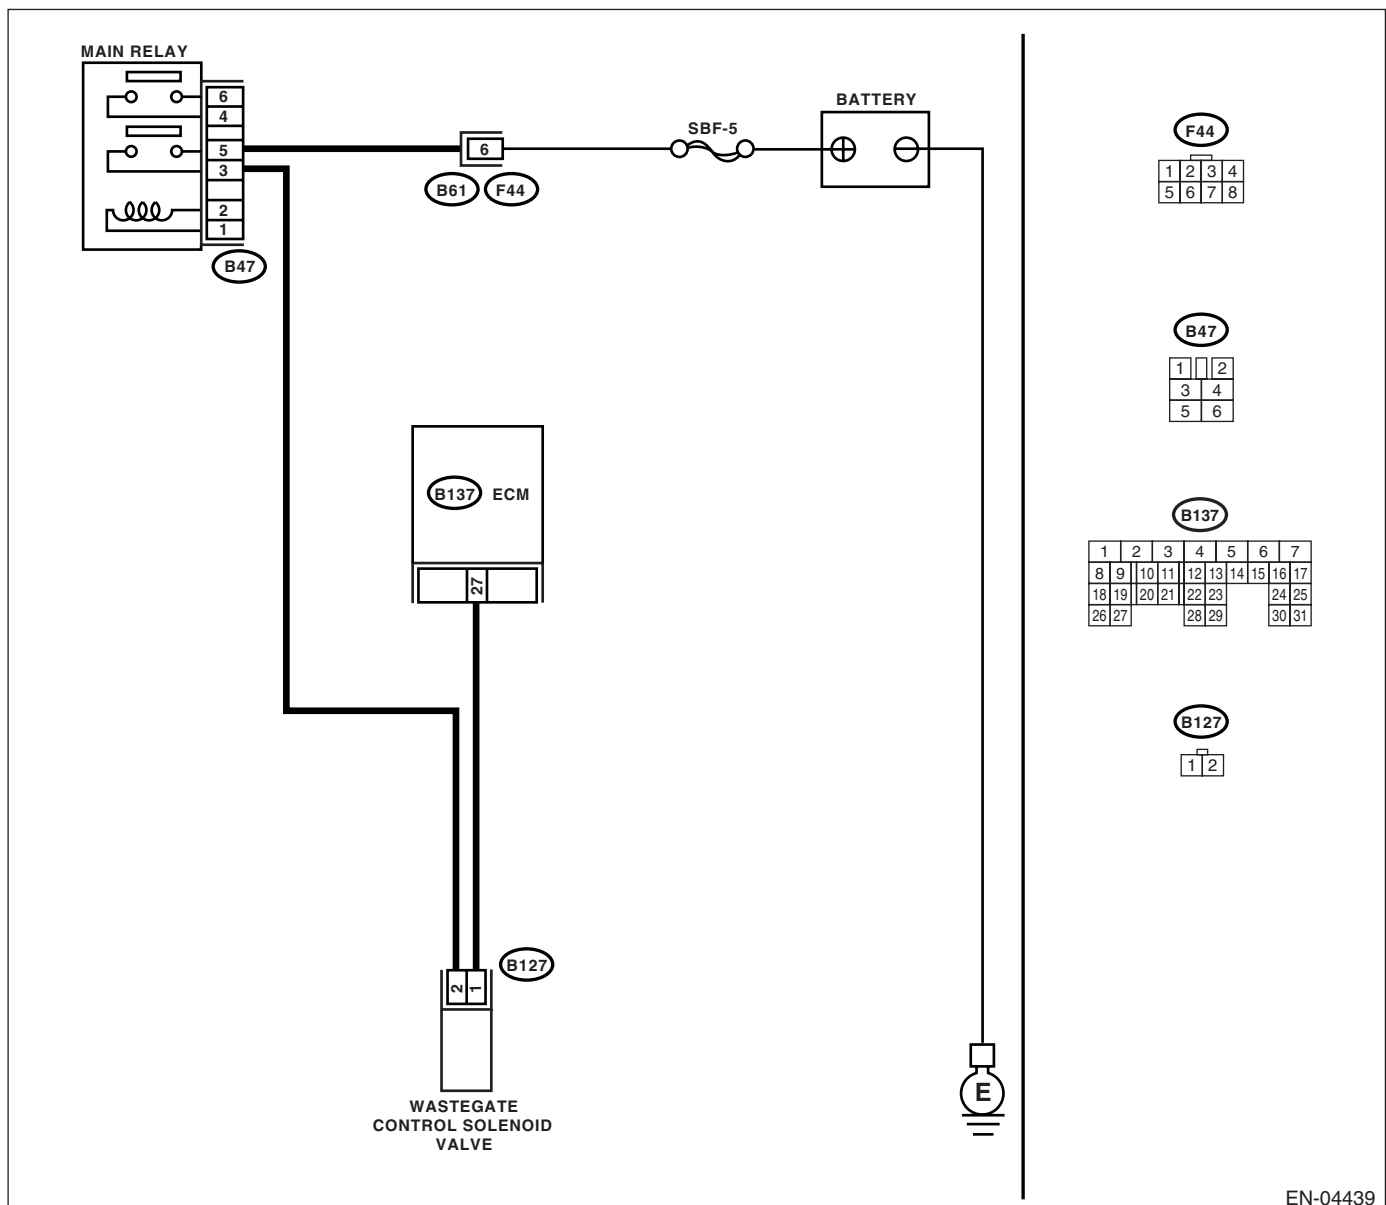 MAIN RELAY
6
4
5
3
2
1
B47
6
B61 F44
SBF-5
BATTERY
B137 ECM
27
B127
2 1
WASTEGATE
CONTROL SOLENOID
VALVE
E
F44
1 2 3 4
5 6 7 8
B47
1 2
3 4
5 6
B137
1 2 3 4 5 6 7
8 9 10 11 12 13 14 15 16 17
18 19 20 21 22 23 24 25
26 27 28 29 30 31
B127
1 2
EN-04439